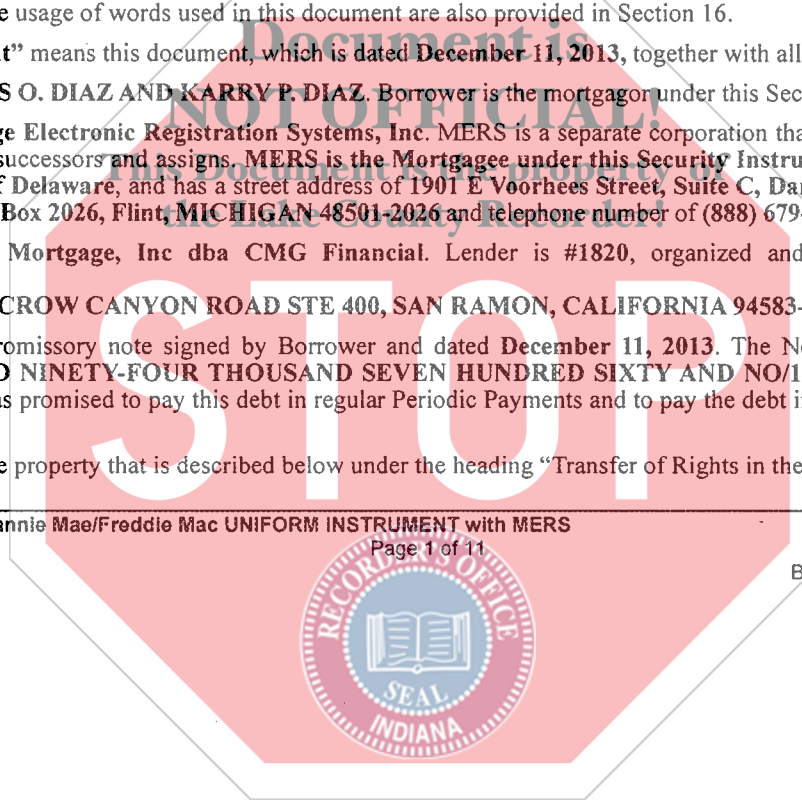 e usage of words used in this document are also provided in Section 16.
Document is
t” means this document, which is dated December 11, 2013, together with all
NOT OFFICIAL!
S O. DIAZ AND KARRY P. DIAZ. Borrower is the mortgagor under this Sec
ge Electronic Registration Systems, Inc. MERS is a separate corporation tha
successors and assigns. MERS is the Mortgagee under this Security Instru
This Document is the property of
f Delaware, and has a street address of 1901 E Voorhees Street, Suite C, Da
the Lake County Recorder!
Box 2026, Flint, MICHIGAN 48501-2026 and telephone number of (888) 679-
Mortgage, Inc dba CMG Financial. Lender is #1820, organized and
CROW CANYON ROAD STE 400, SAN RAMON, CALIFORNIA 94583-
STOP
romissory note signed by Borrower and dated December 11, 2013. The N
D NINETY-FOUR THOUSAND SEVEN HUNDRED SIXTY AND NO/1
as promised to pay this debt in regular Periodic Payments and to pay the debt i
e property that is described below under the heading “Transfer of Rights in the
annie Mae/Freddie Mac UNIFORM INSTRUMENT with MERS
Page 1 of 11
RECORDER'S OFFICE
SEAL
INDIANA